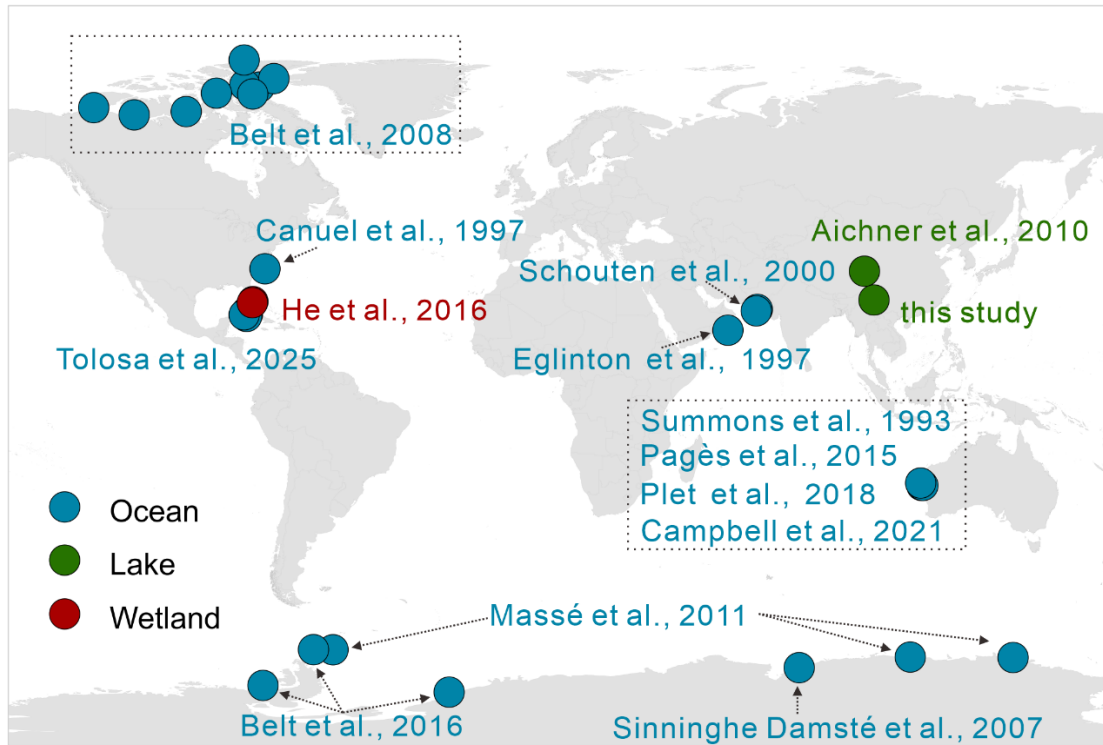 Belt et al., 2008
Canuel et al., 1997
Aichner et al., 2010
Schouten et al., 2000
He et al., 2016
this study
Tolosa et al., 2025
Eglinton et al., 1997
Summons et al., 1993
Pagès et al., 2015
Plet et al., 2018
Campbell et al., 2021
Ocean
Lake
Wetland
Massé et al., 2011
Belt et al., 2016
Sinninghe Damsté et al., 2007